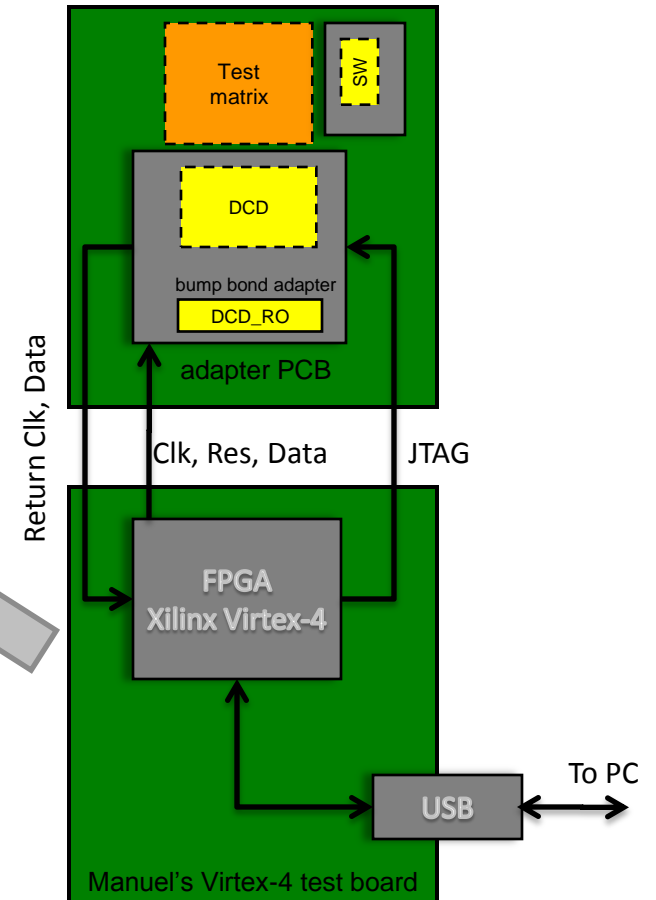 Test
matrix
SW
DCD
bump bond adapter
DCD_RO
adapter PCB
Return Clk, Data
Clk, Res, Data
JTAG
FPGA
Xilinx Virtex-4
To PC
USB
Manuel’s Virtex-4 test board